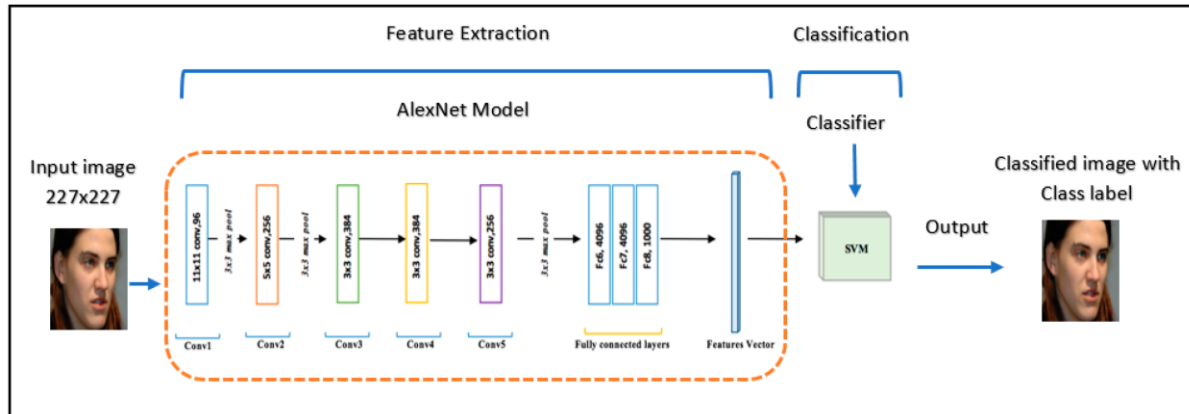 Feature Extraction
Classification
AlexNet Model
Classifier
Input image
227x227
Classified image with
Class label
11x11 conv,96
3x3 max pool
5x5 conv,256
3x3 max pool
3x3 conv,384
3x3 conv,384
3x3 conv,256
3x3 max pool
Fc6, 4096
Fc7, 4096
Fc8, 1000
SVM
Output
Conv1
Conv2
Conv3
Conv4
Conv5
Fully connected layers
Features Vector